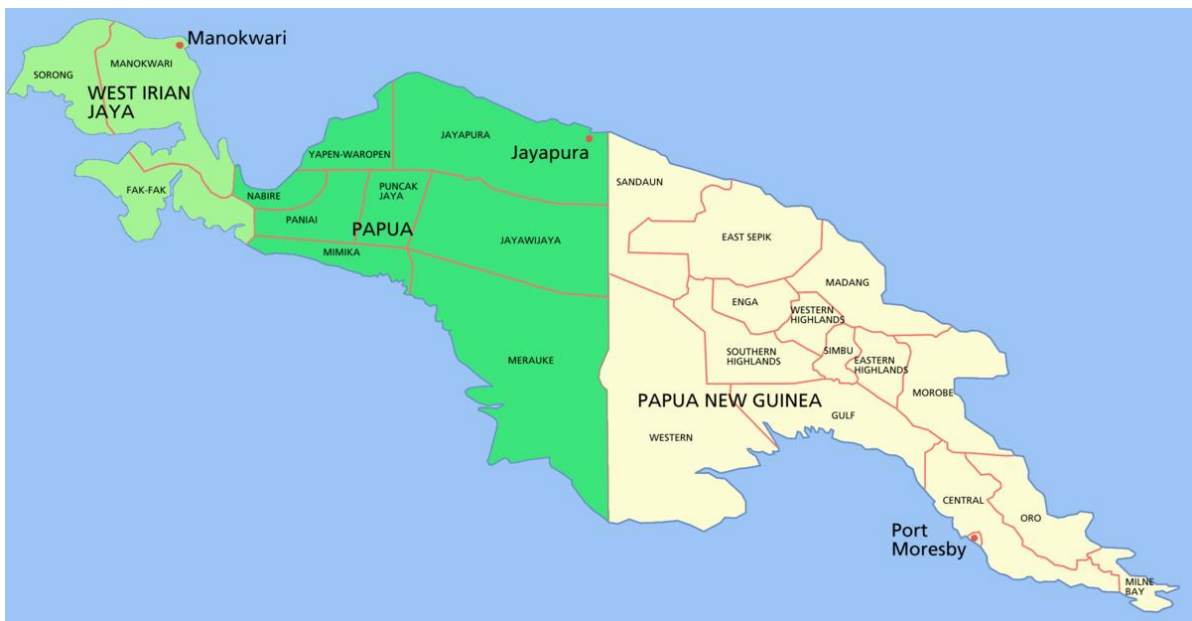 Manokwari
MANOKWARI
SORONG
WEST IRIAN
JAYA
FAK-FAK
YAPEN-WAROPEN
JAYAPURA
Jayapura
NABIRE
PUNCAK
JAYA
PANIAI
PAPUA
MIMIKA
JAYAWIJAYA
MERAUKE
SANDAUN
EAST SEPIK
MADANG
ENGA
WESTERN
HIGHLANDS
SOUTHERN
HIGHLANDS
SIMBU
EASTERN
HIGHLANDS
MOROBE
PAPUA NEW GUINEA
GULF
WESTERN
CENTRAL
ORO
Port
Moresby
MILNE
BAY